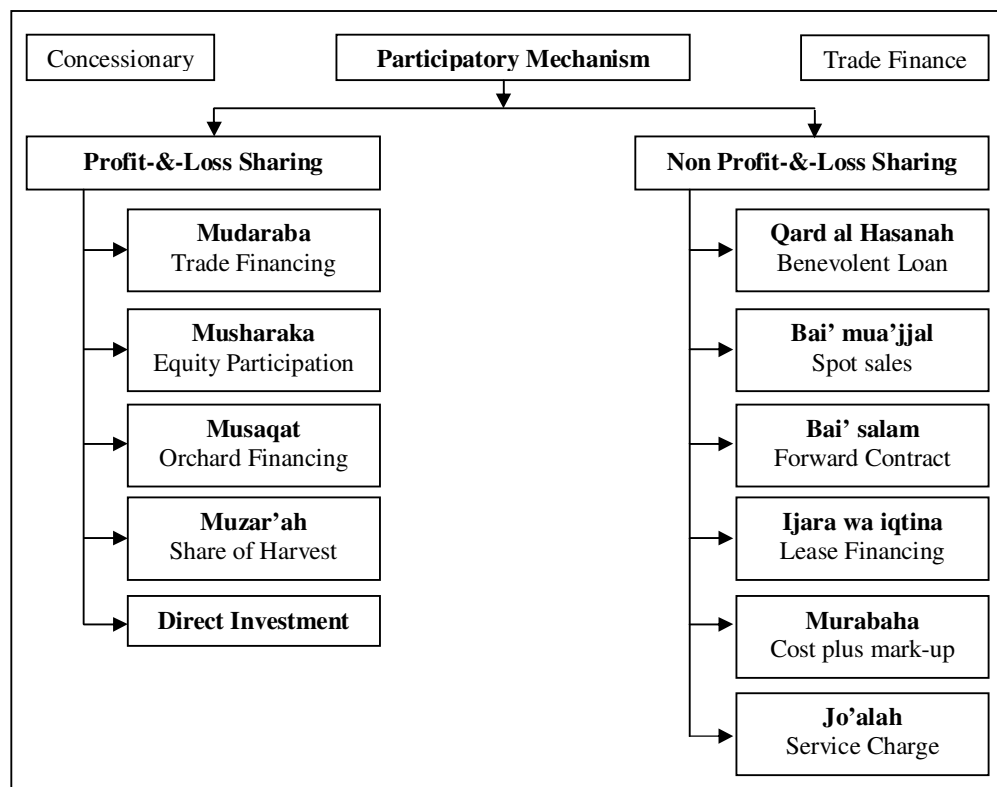 Concessionary
Participatory Mechanism
Trade Finance
Profit-&-Loss Sharing
Non Profit-&-Loss Sharing
Mudaraba
Trade Financing
Musharaka
Equity Participation
Musaqat
Orchard Financing
Muzar’ah
Share of Harvest
Direct Investment
Qard al Hasanah
Benevolent Loan
Bai’ mua’jjal
Spot sales
Bai’ salam
Forward Contract
Ijara wa iqtina
Lease Financing
Murabaha
Cost plus mark-up
Jo’alah
Service Charge